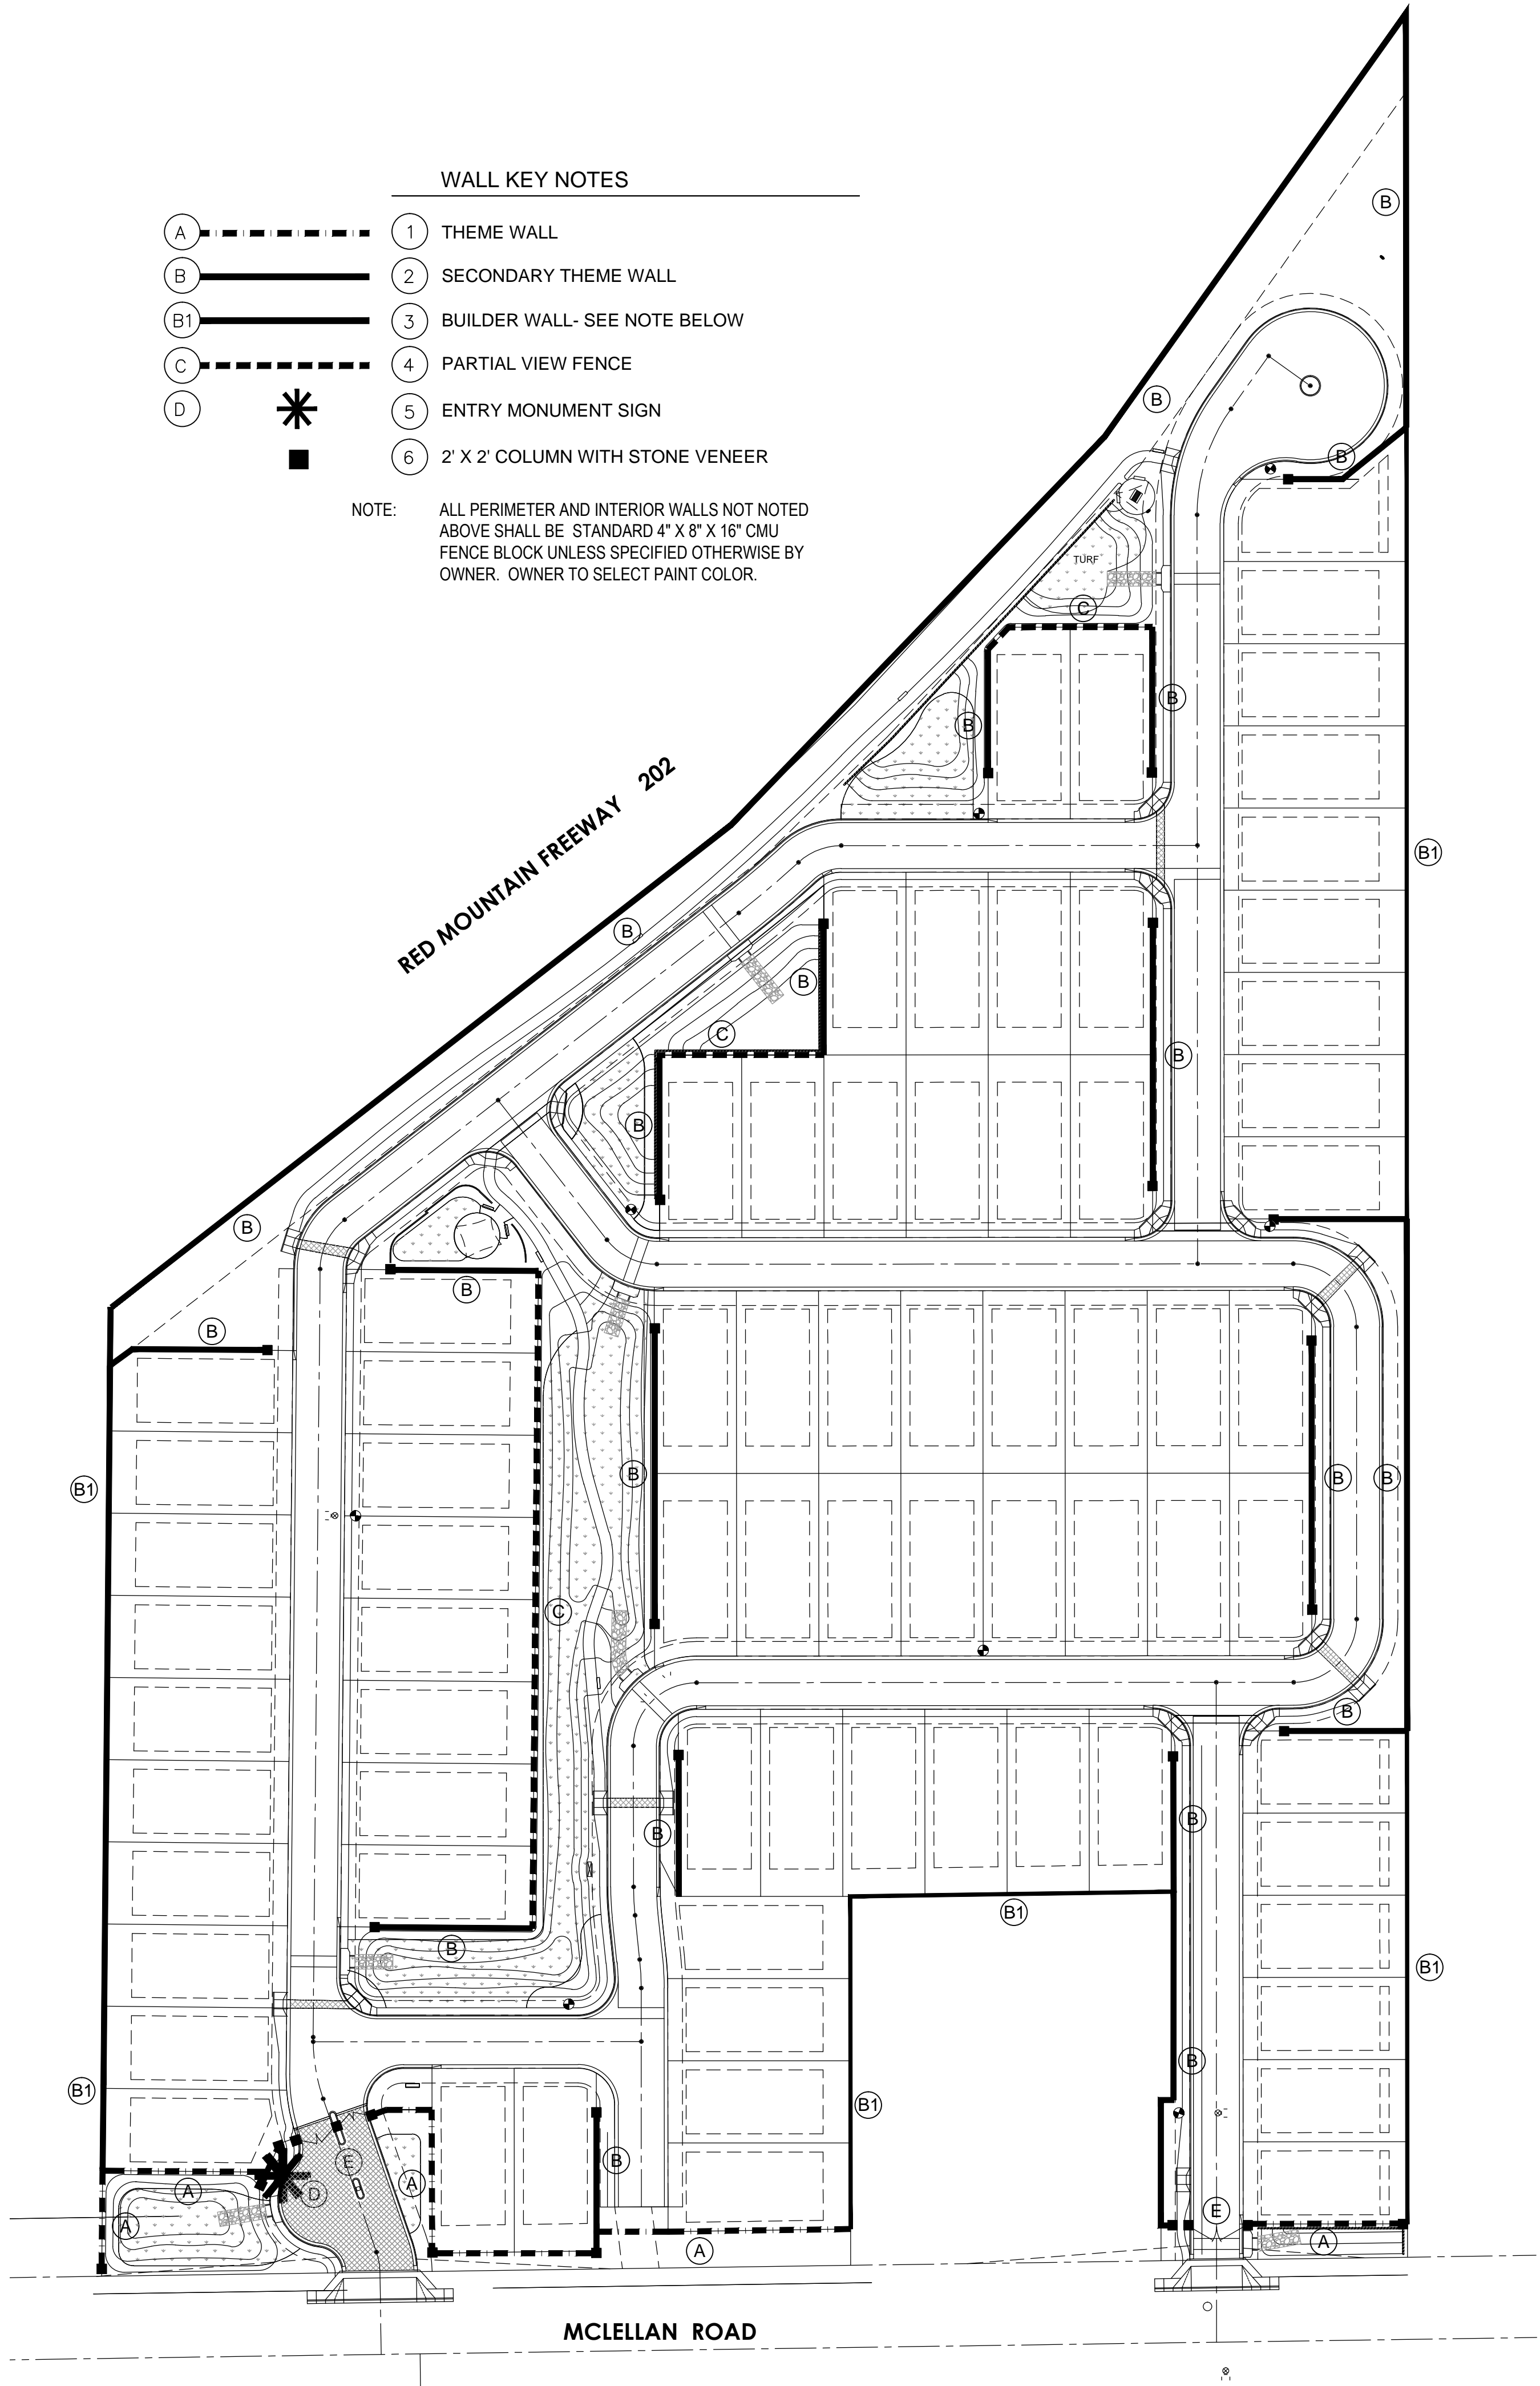 WALL KEY NOTES
A 1 THEME WALL
B 2 SECONDARY THEME WALL
B1 3 BUILDER WALL- SEE NOTE BELOW
C 4 PARTIAL VIEW FENCE
D 5 ENTRY MONUMENT SIGN
6 2' X 2' COLUMN WITH STONE VENEER
NOTE: ALL PERIMETER AND INTERIOR WALLS NOT NOTED
ABOVE SHALL BE STANDARD 4" X 8" X 16" CMU
FENCE BLOCK UNLESS SPECIFIED OTHERWISE BY
OWNER. OWNER TO SELECT PAINT COLOR.
B
B
B
TURF
C
B
B
RED MOUNTAIN FREEWAY 202
B1
B
B
C
B
B
B
B
B
B
B1
B
B
B
C
B
B
B
B1
B
B1
B
B1
B1
B
E
B
A
D
A
A
E
A
A
MCLELLAN ROAD